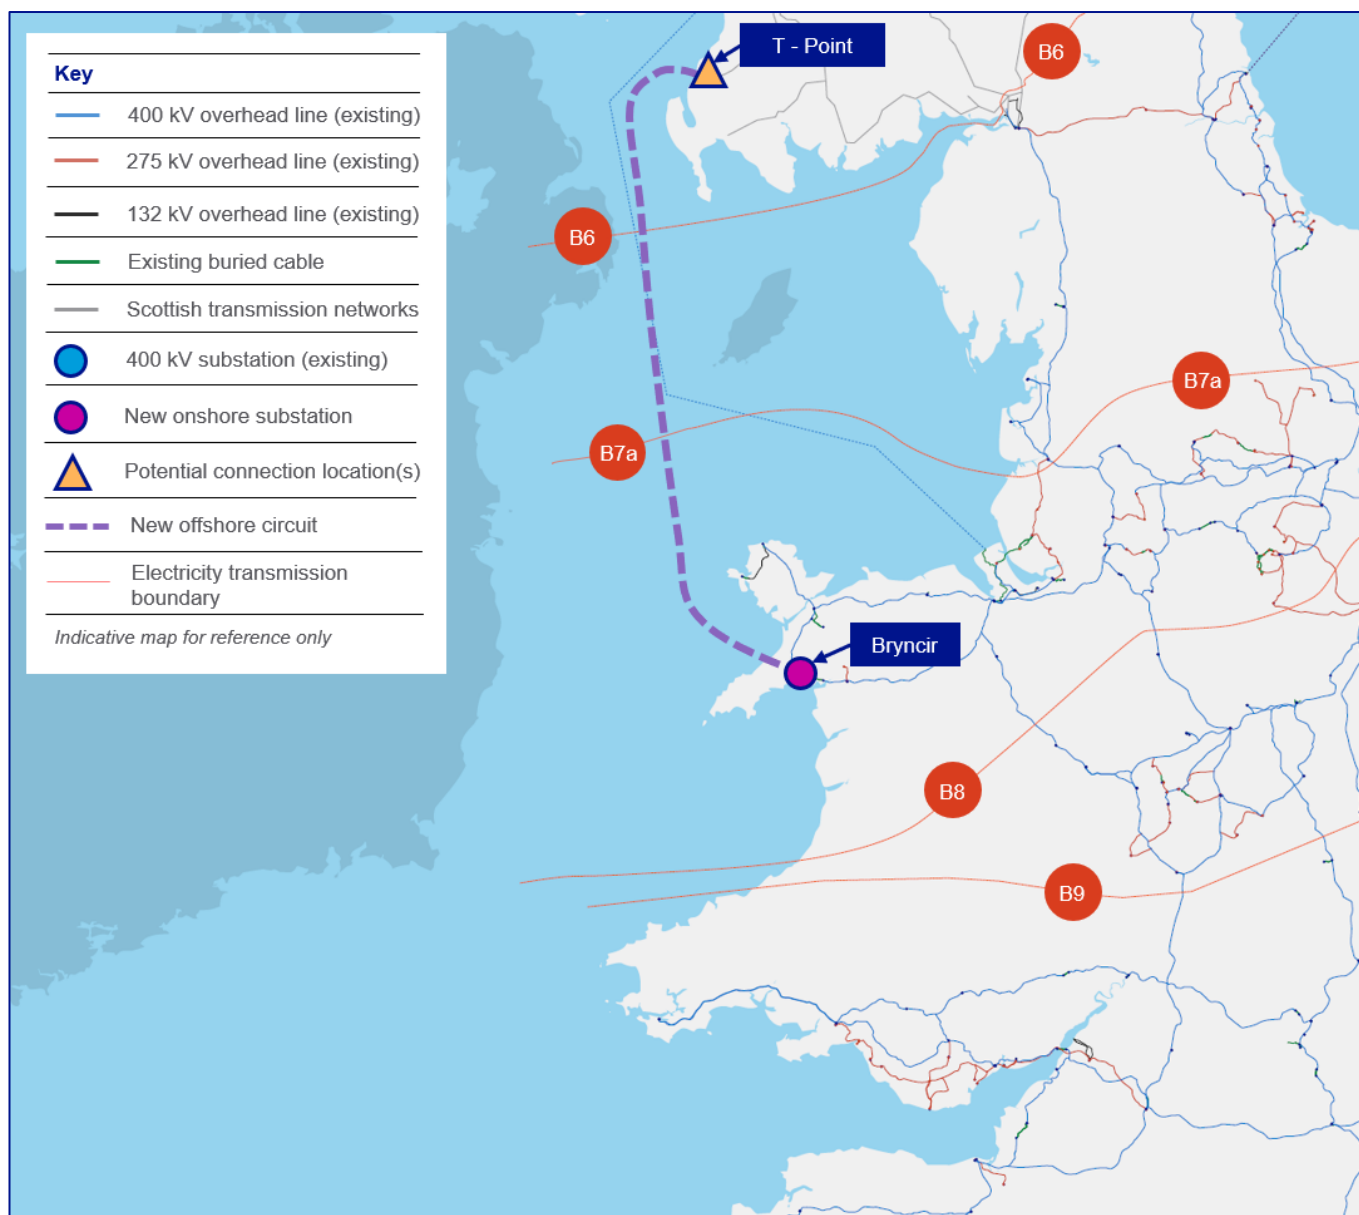 T - Point
B6
Key
400 kV overhead line (existing)
275 kV overhead line (existing)
132 kV overhead line (existing)
B6
Existing buried cable
Scottish transmission networks
400 kV substation (existing)
B7a
New onshore substation
B7a
Potential connection location(s)
New offshore circuit
Electricity transmission
boundary
Indicative map for reference only
Bryncir
B8
B9